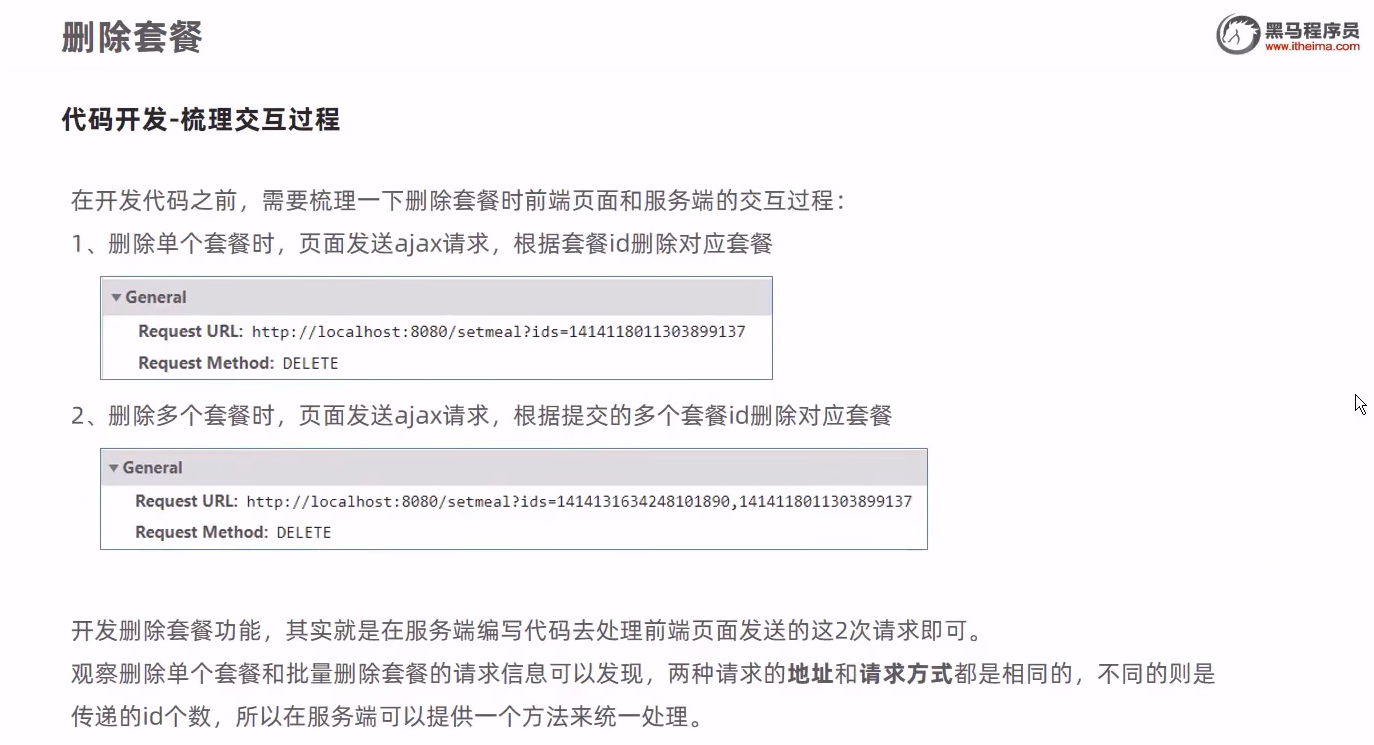 删除套餐
黑马程序员
www.itheima.com
代码开发-梳理交互过程
在开发代码之前，需要梳理一下删除套餐时前端页面和服务端的交互过程：
1、删除单个套餐时，页面发送ajax请求，根据套餐id删除对应套餐
General
Request URL: http://localhost:8080/setmeal?ids=1414118011303899137
Request Method: DELETE
2、删除多个套餐时，页面发送ajax请求，根据提交的多个套餐id删除对应套餐
General
Request URL: http://localhost:8080/setmeal?ids=1414131634248101890,1414118011303899137
Request Method: DELETE
开发删除套餐功能，其实就是在服务端编写代码去处理前端页面发送的这2次请求即可。
观察删除单个套餐和批量删除套餐的请求信息可以发现，两种请求的地址和请求方式都是相同的，不同的则是
传递的id个数，所以在服务端可以提供一个方法来统一处理。